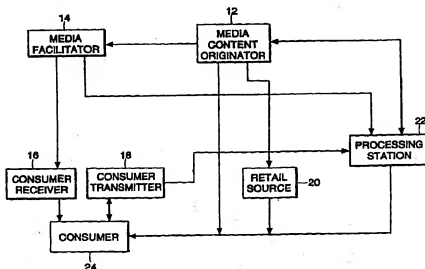 14
MEDIA
FACILITATOR
12
MEDIA
CONTENT
ORIGINATOR
22
PROCESSING
STATION
16
CONSUMER
RECEIVER
18
CONSUMER
TRANSMITTER
RETAIL
SOURCE
20
CONSUMER
24